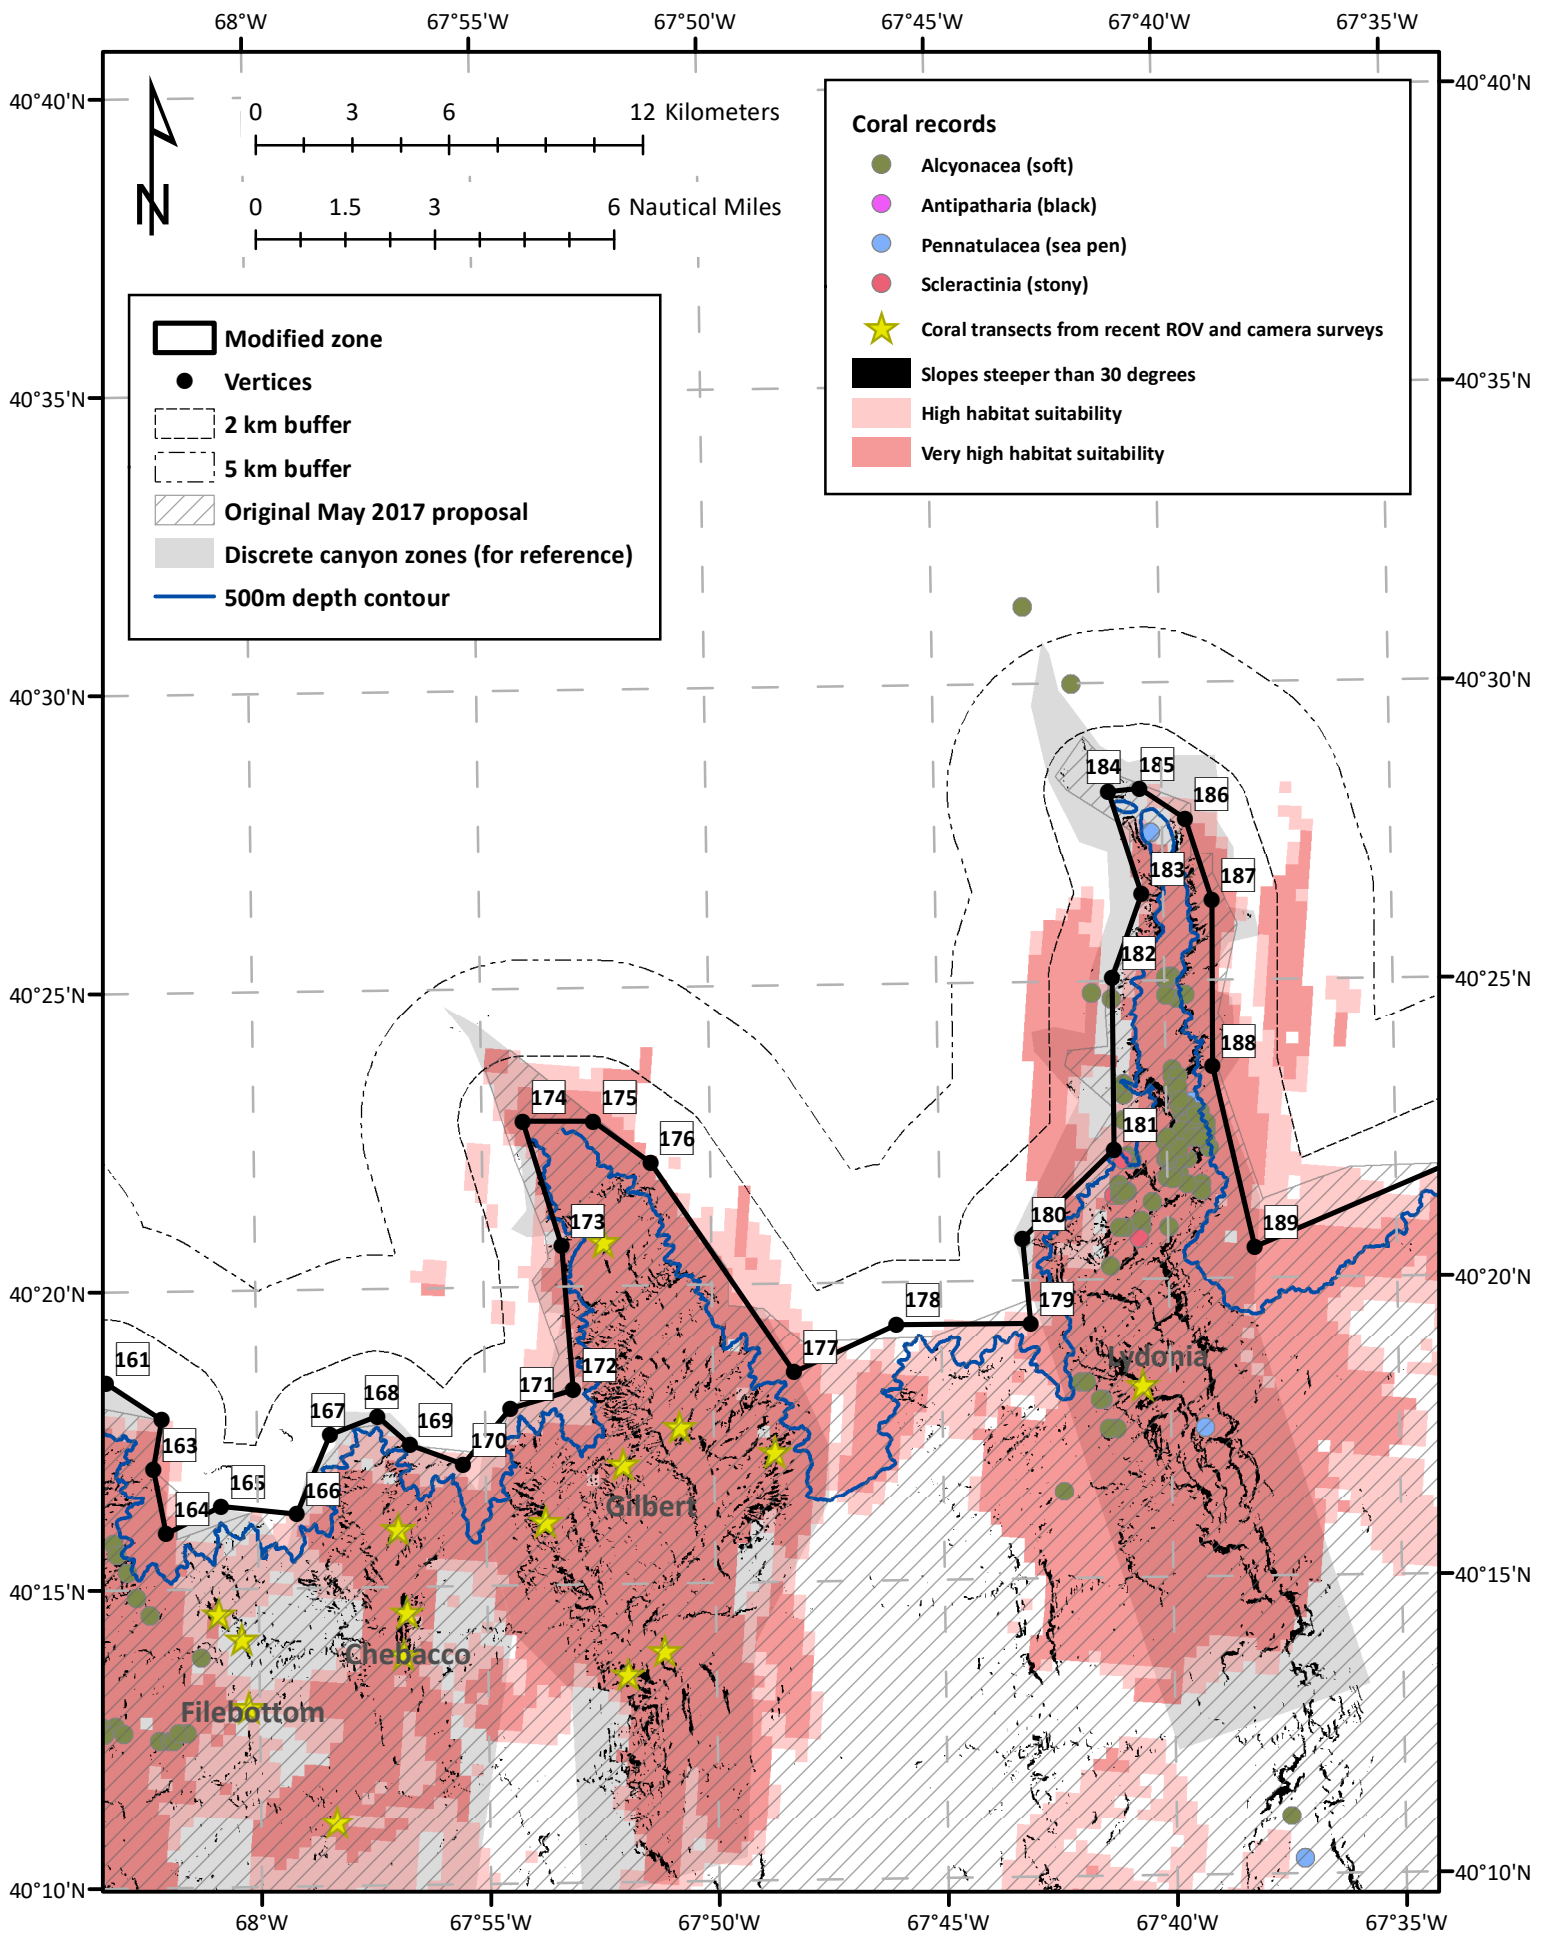 68°W 67°55'W 67°50'W 67°45'W 67°40'W 67°35'W
40°40'N 40°40'N
0 3 6 12 Kilometers
0 1.5 3 6 Nautical Miles
N
Coral records
Alcyonacea (soft)
Antipatharia (black)
Pennatulacea (sea pen)
Scleractinia (stony)
Coral transects from recent ROV and camera surveys
Slopes steeper than 30 degrees
High habitat suitability
Very high habitat suitability
Modified zone
Vertices
2 km buffer
5 km buffer
Original May 2017 proposal
Discrete canyon zones (for reference)
500m depth contour
40°35'N 40°35'N
40°30'N 40°30'N
184 185
186
183 187
182
40°25'N 40°25'N
188
174 175
176 181
173 180 189
40°20'N 40°20'N
178 179
177
161 172 Lydonia
171
168
167 169
163 170
165 166
164 Gilbert
40°15'N 40°15'N
Chebacco
Filebottom
40°10'N 40°10'N
68°W 67°55'W 67°50'W 67°45'W 67°40'W 67°35'W